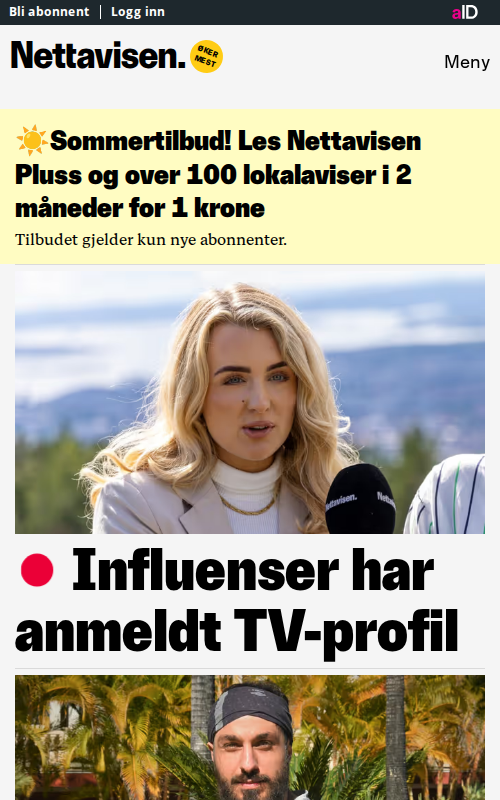 Bli abonnent | Logg inn
aID
Nettavisen.
ØKER
MEST
Meny
☀️Sommertilbud! Les Nettavisen
Pluss og over 100 lokalaviser i 2
måneder for 1 krone
Tilbudet gjelder kun nye abonnenter.
Nettavisen.
Influenser har
anmeldt TV-profil